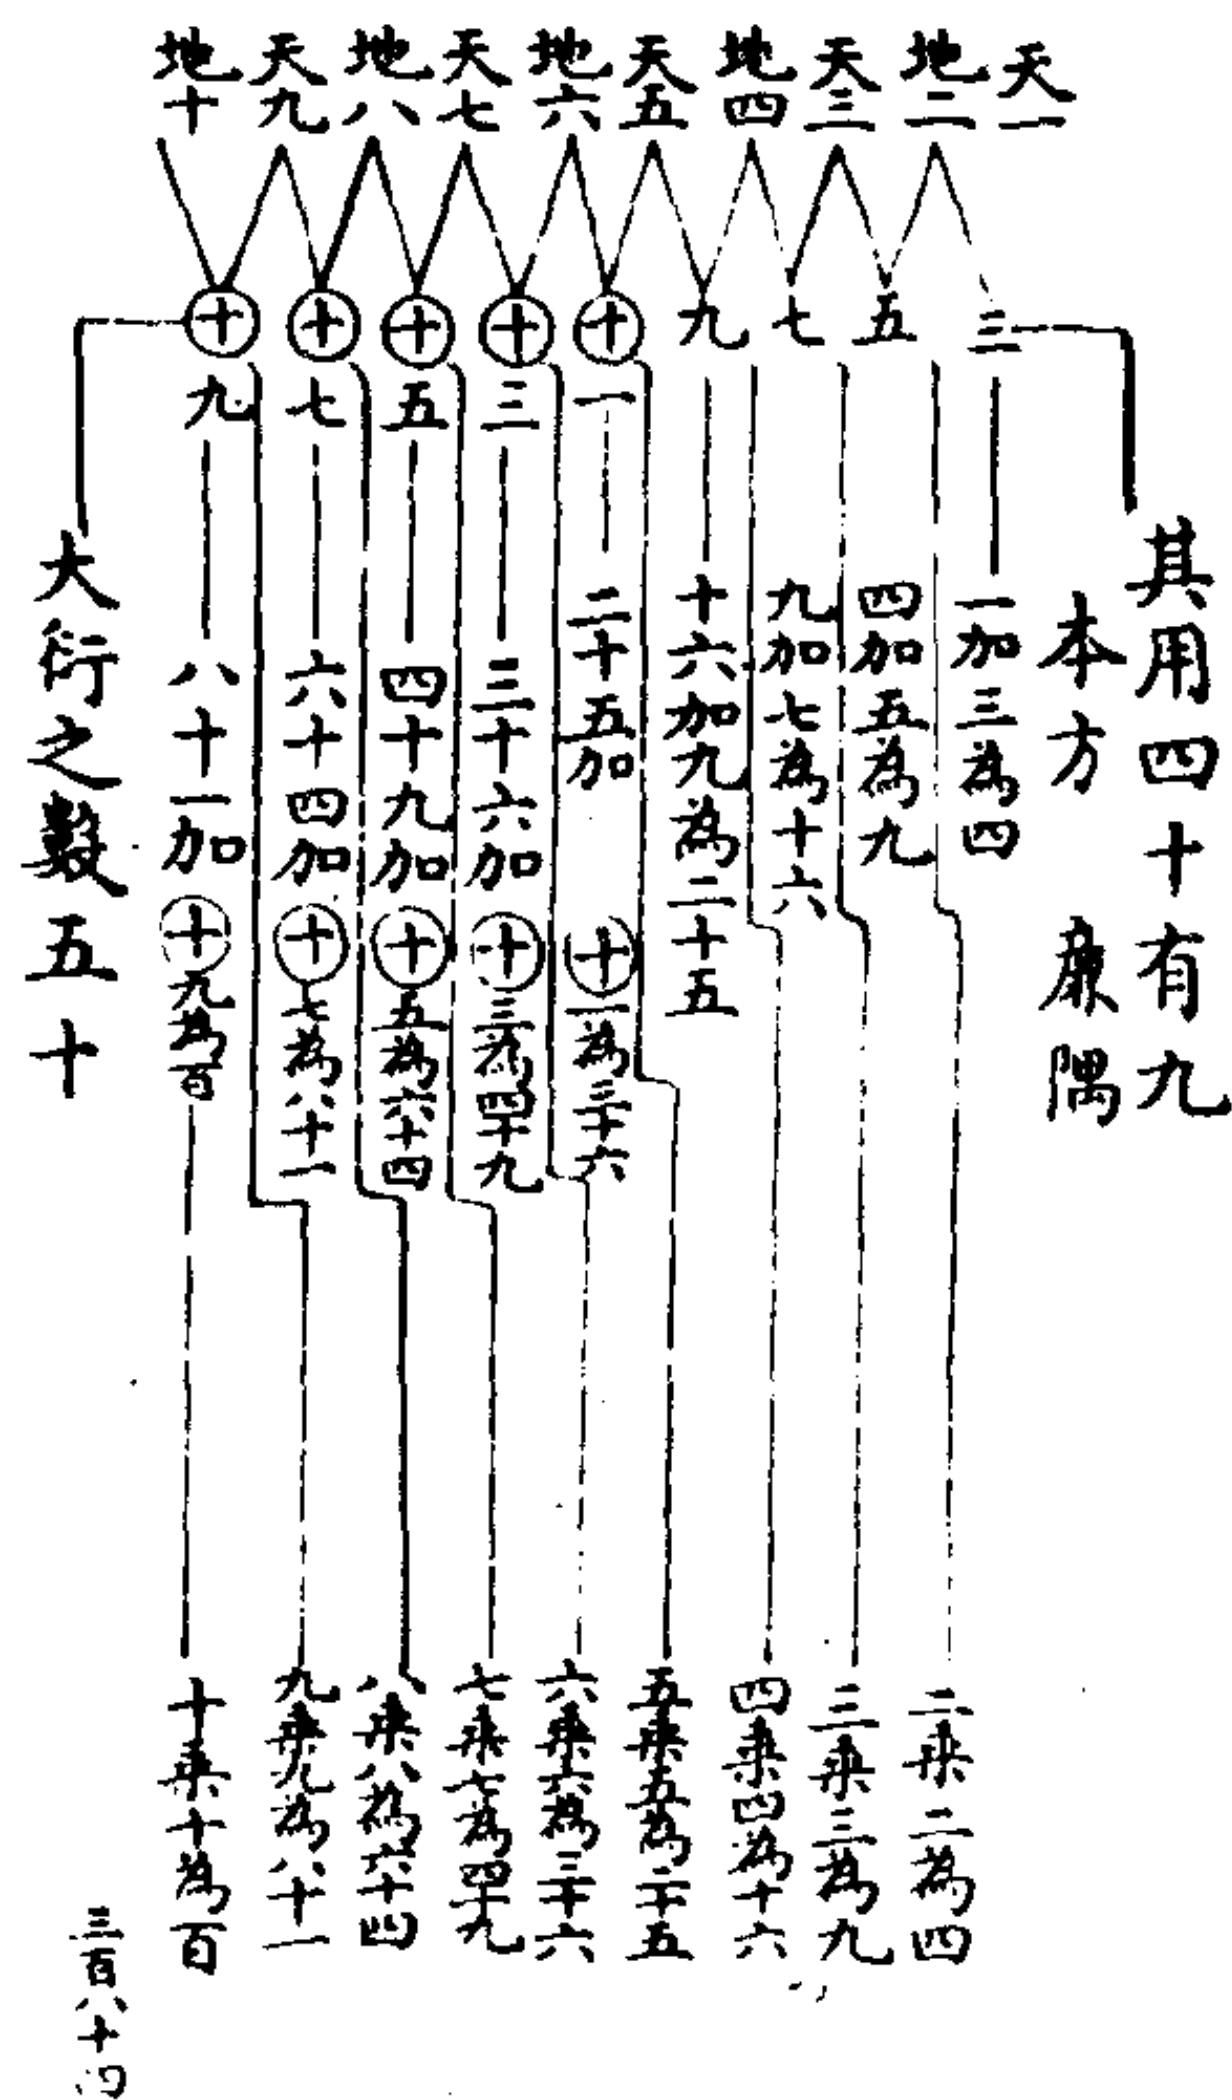 天一
地二
天三
地四
天五
地六
天七
地八
天九
地十
三
五
七
九
十一
十三
十五
十七
十九
其用四十有九
本方 廉隅
一加三為四
四加五為九
九加七為十六
十六加九為二十五
二十五加十一為三十六
三十六加十三為四十九
四十九加十五為六十四
六十四加十七為八十一
八十一加十九為百
大衍之數五十
二乘二為四
三乘三為九
四乘四為十六
五乘五為二十五
六乘六為三十六
七乘七為四十九
八乘八為六十四
九乘九為八十一
十乘十為百
三百八十四